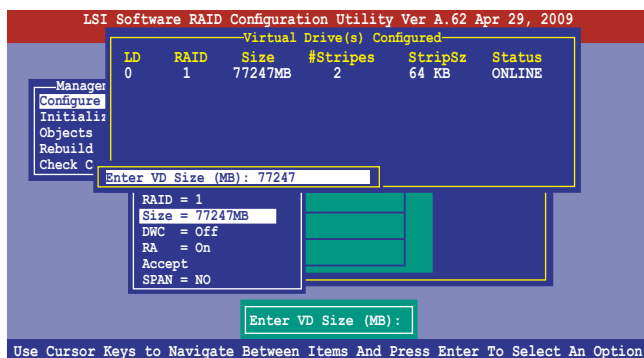 LSI Software RAID Configuration Utility Ver A.62 Apr 29, 2009
Virtual Drive(s) Configured
LD RAID Size #Stripes StripSz Status
0 1 77247MB 2 64 KB ONLINE
Configure
Objects
Rebuild
Check C
Enter VD Size (MB): 77247
RAID = 1
Size = 77247MB
DWC = Off
RA = On
Accept
SPAN = NO
Enter VD Size (MB):
Use Cursor Keys to Navigate Between Items And Press Enter To Select An Option